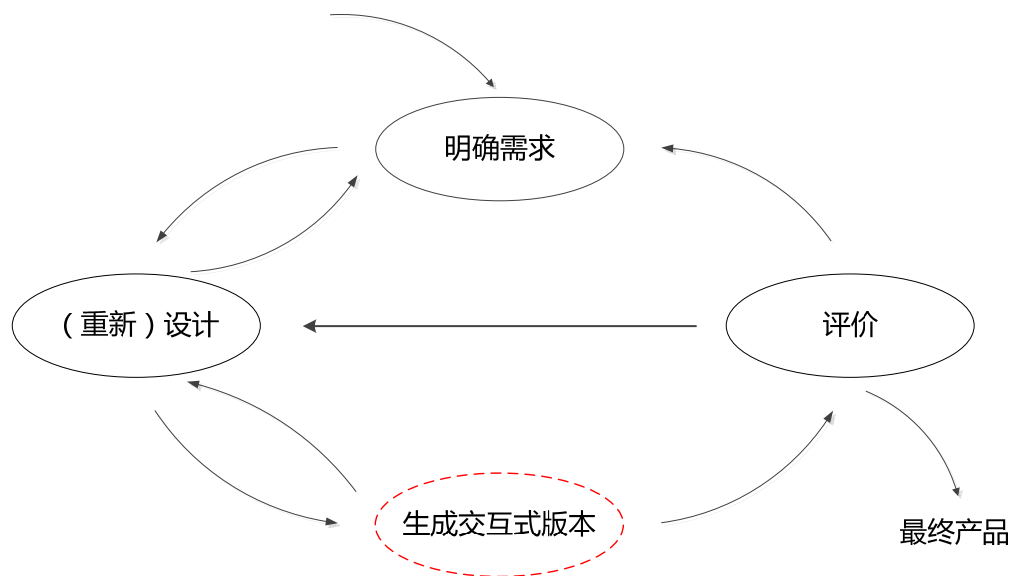 明确需求
（重新）设计
评价
生成交互式版本
最终产品